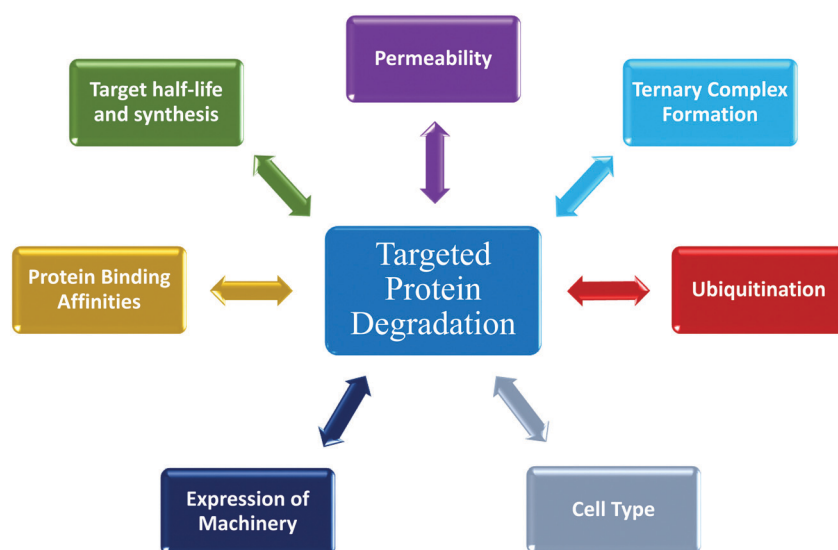 Permeability
Target half-life
and synthesis
Ternary Complex
Formation
Targeted
Protein
Degradation
Protein Binding
Affinities
Ubiquitination
Expression of
Machinery
Cell Type